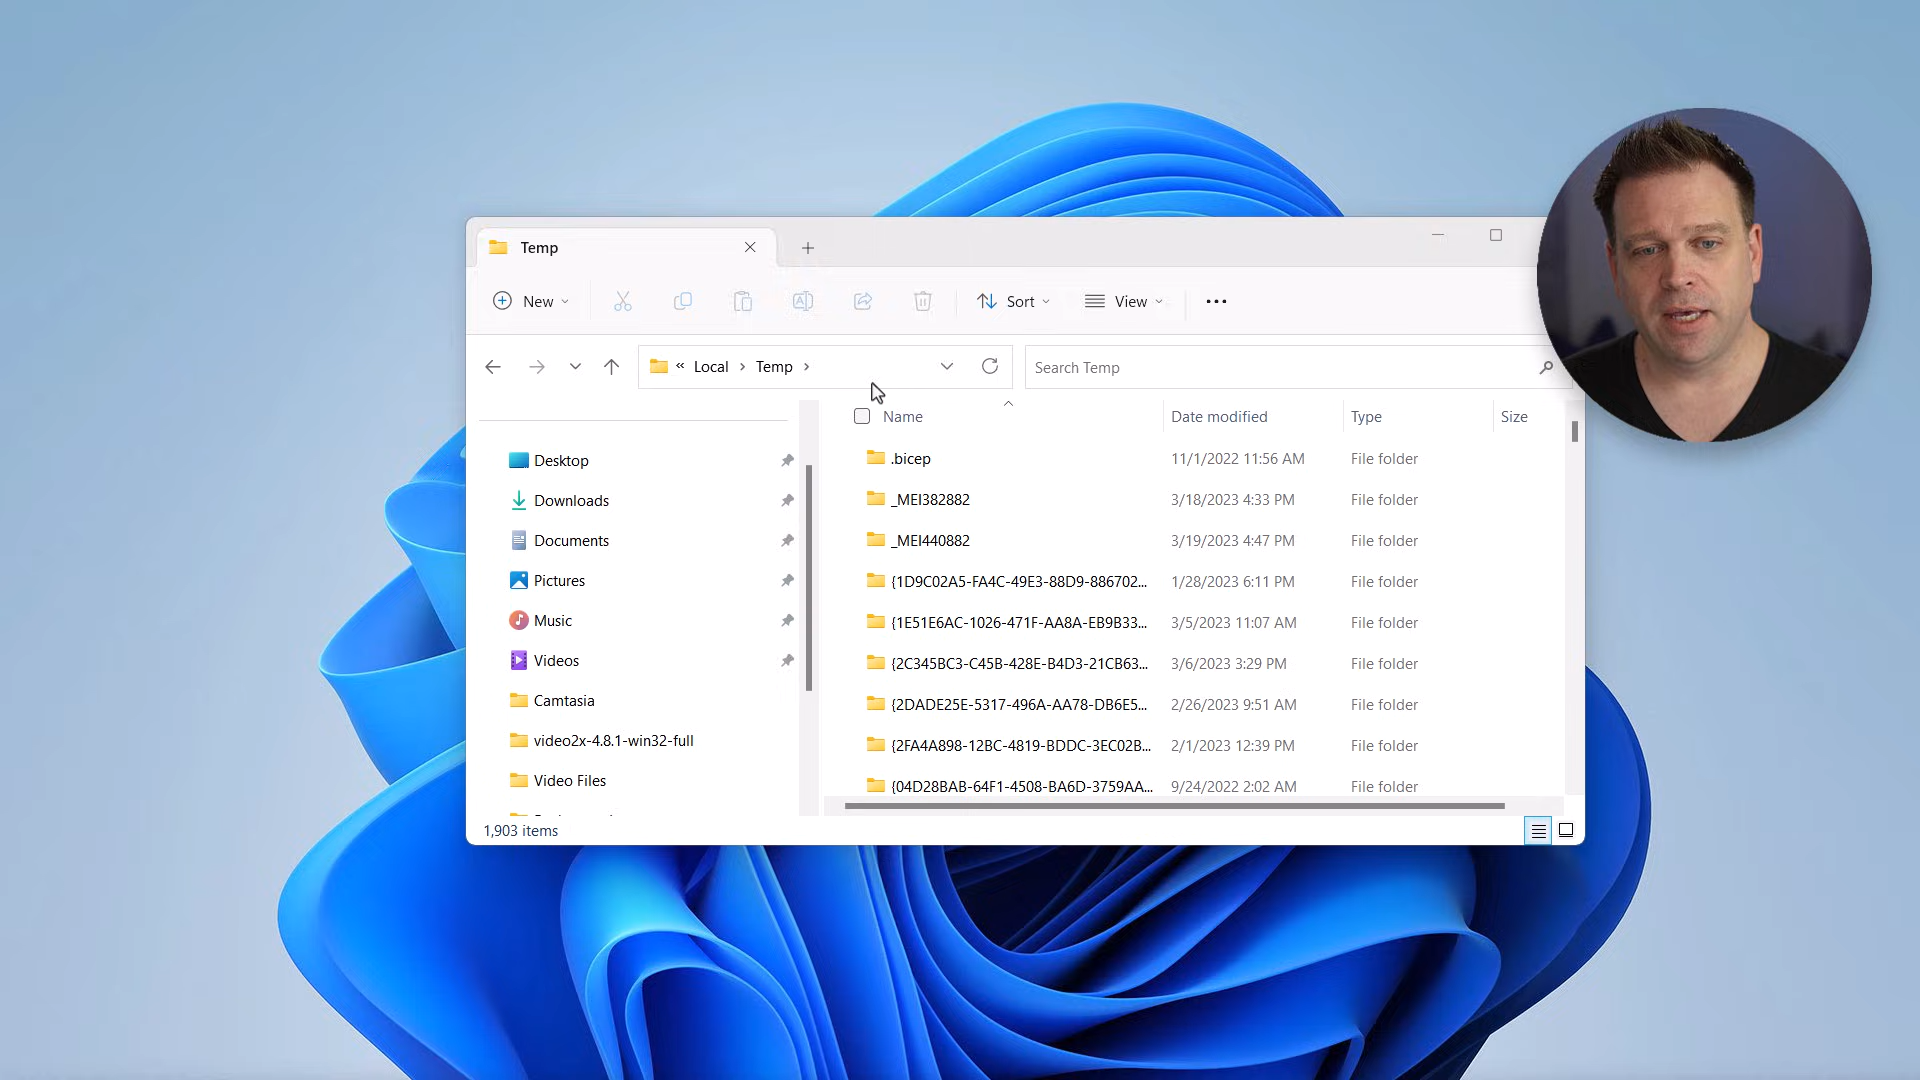 Temp
New
Sort
View
« Local > Temp >
Search Temp
Name
Date modified
Type
Size
Desktop
Downloads
Documents
Pictures
Music
Videos
Camtasia
video2x-4.8.1-win32-full
Video Files
.bicep 11/1/2022 11:56 AM File folder
_MEI382882 3/18/2023 4:33 PM File folder
_MEI440882 3/19/2023 4:47 PM File folder
{1D9C02A5-FA4C-49E3-88D9-886702... 1/28/2023 6:11 PM File folder
{1E51E6AC-1026-471F-AA8A-EB9B33... 3/5/2023 11:07 AM File folder
{2C345BC3-C45B-428E-B4D3-21CB63... 3/6/2023 3:29 PM File folder
{2DADE25E-5317-496A-AA78-DB6E5... 2/26/2023 9:51 AM File folder
{2FA4A898-12BC-4819-BDDC-3EC02B... 2/1/2023 12:39 PM File folder
{04D28BAB-64F1-4508-BA6D-3759AA... 9/24/2022 2:02 AM File folder
1,903 items